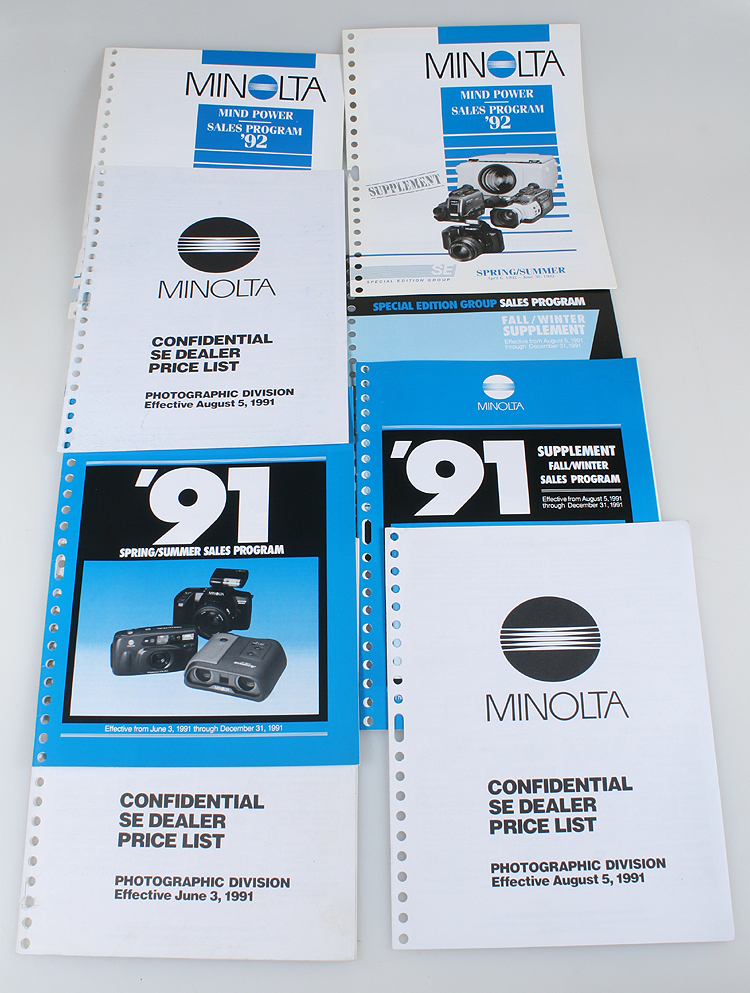 MINOLTA
MIND POWER
SALES PROGRAM
'92
MINOLTA
MIND POWER
SALES PROGRAM
'92
SUPPLEMENT
SE
SPECIAL EDITION GROUP
SPRING/SUMMER
MINOLTA
CONFIDENTIAL
SE DEALER
PRICE LIST
PHOTOGRAPHIC DIVISION
Effective August 5, 1991
SPECIAL EDITION GROUP SALES PROGRAM
FALL/WINTER
SUPPLEMENT
Effective from August 5, 1991
through December 31, 1991
MINOLTA
'91
SUPPLEMENT
FALL/WINTER
SALES PROGRAM
Effective from August 5, 1991
through December 31, 1991
'91
SPRING/SUMMER SALES PROGRAM
MINOLTA
Effective from June 3, 1991 through December 31, 1991
CONFIDENTIAL
SE DEALER
PRICE LIST
PHOTOGRAPHIC DIVISION
Effective June 3, 1991
MINOLTA
CONFIDENTIAL
SE DEALER
PRICE LIST
PHOTOGRAPHIC DIVISION
Effective August 5, 1991